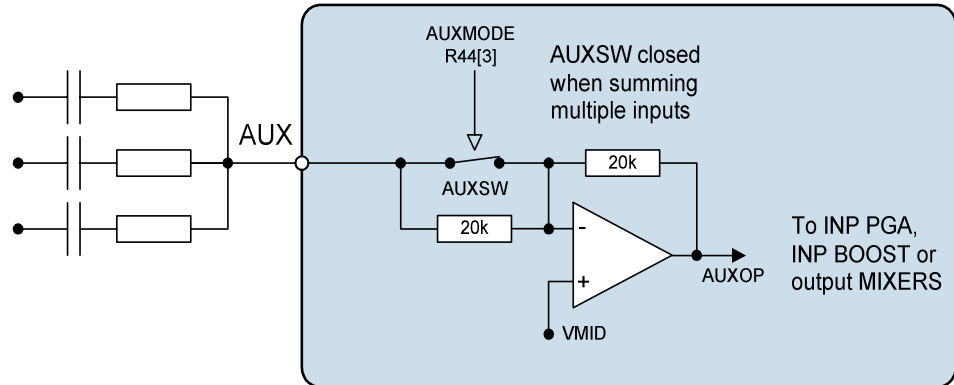 AUXMODE
R44[3]
AUXSW closed
when summing
multiple inputs
AUX
20k
AUXSW
20k
-
+
AUXOP
VMID
To INP PGA,
INP BOOST or
output MIXERS